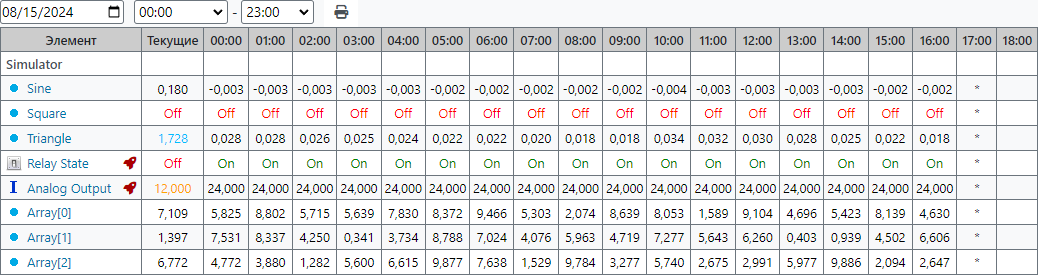 08/15/2024 00:00 - 23:00
Элемент Текущие 00:00 01:00 02:00 03:00 04:00 05:00 06:00 07:00 08:00 09:00 10:00 11:00 12:00 13:00 14:00 15:00 16:00 17:00 18:00
Simulator
Sine 0,180 -0,003 -0,003 -0,003 -0,003 -0,003 -0,002 -0,002 -0,002 -0,002 -0,002 -0,004 -0,003 -0,003 -0,003 -0,003 -0,002 -0,002 *
Square Off Off Off Off Off Off Off Off Off Off Off Off Off Off Off Off Off Off *
Triangle 1,728 0,028 0,028 0,026 0,025 0,024 0,022 0,022 0,020 0,018 0,018 0,034 0,032 0,030 0,028 0,025 0,022 0,018 *
Relay State Off On On On On On On On On On On On On On On On On On *
Analog Output 12,000 24,000 24,000 24,000 24,000 24,000 24,000 24,000 24,000 24,000 24,000 24,000 24,000 24,000 24,000 24,000 24,000 24,000 *
Array[0] 7,109 5,825 8,802 5,715 5,639 7,830 8,372 9,466 5,303 2,074 8,639 8,053 1,589 9,104 4,696 5,423 8,139 4,630 *
Array[1] 1,397 7,531 8,337 4,250 0,341 3,734 8,788 7,024 4,076 5,963 4,719 7,277 5,643 6,260 0,403 0,939 4,502 6,606 *
Array[2] 6,772 4,772 3,880 1,282 5,600 6,615 9,877 7,638 1,529 9,784 3,277 5,740 2,675 2,991 5,977 9,886 2,094 2,647 *